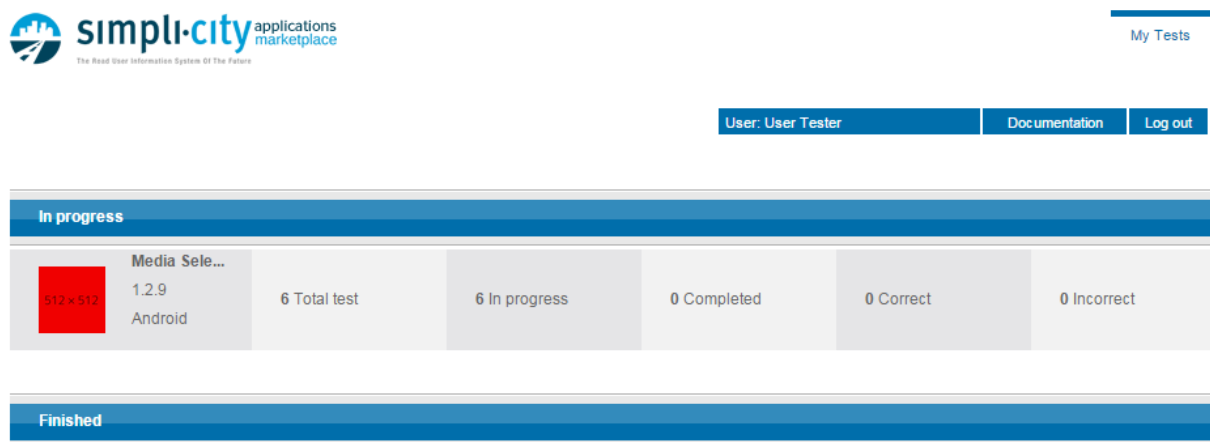 sımplı·cıty applications
marketplace
The Road User Information System Of The Future
My Tests
User: User Tester Documentation Log out
In progress
Media Sele...
512 x 512 1.2.9 6 Total test 6 In progress 0 Completed 0 Correct 0 Incorrect
Android
Finished